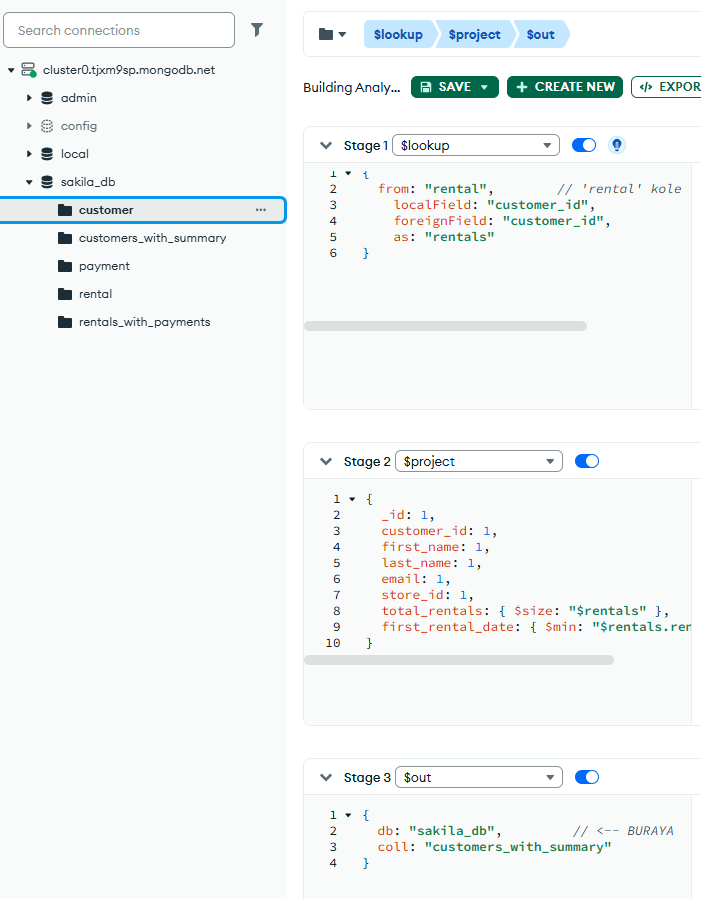 Search connections
cluster0.tjxm9sp.mongodb.net
admin
config
local
sakila_db
customer
customers_with_summary
payment
rental
rentals_with_payments
$lookup $project $out
Building Analy... SAVE + CREATE NEW </> EXPOR
Stage 1 $lookup
1 {
2 from: "rental", // 'rental' kole
3 localField: "customer_id",
4 foreignField: "customer_id",
5 as: "rentals"
6 }
Stage 2 $project
1 {
2 _id: 1,
3 customer_id: 1,
4 first_name: 1,
5 last_name: 1,
6 email: 1,
7 store_id: 1,
8 total_rentals: { $size: "$rentals" },
9 first_rental_date: { $min: "$rentals.ren
10 }
Stage 3 $out
1 {
2 db: "sakila_db", // <-- BURAYA
3 coll: "customers_with_summary"
4 }